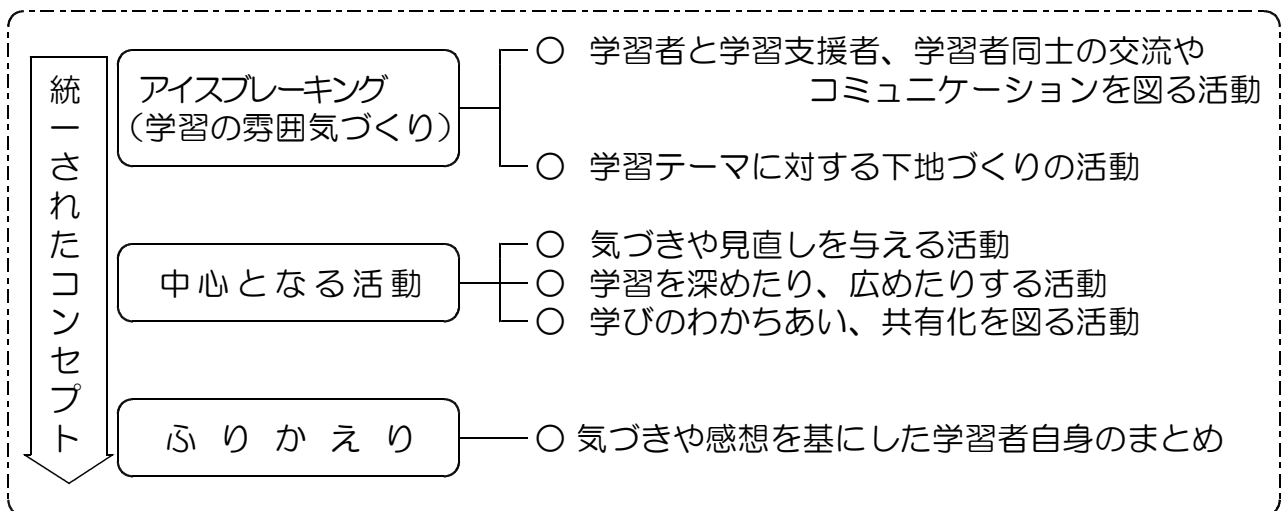 統一されたコンセプト
アイスブレーキング
（学習の雰囲気づくり）
○ 学習者と学習支援者、学習者同士の交流や
コミュニケーションを図る活動
○ 学習テーマに対する下地づくりの活動
中心となる活動
○ 気づきや見直しを与える活動
○ 学習を深めたり、広めたりする活動
○ 学びのわかちあい、共有化を図る活動
ふりかえり
○ 気づきや感想を基にした学習者自身のまとめ